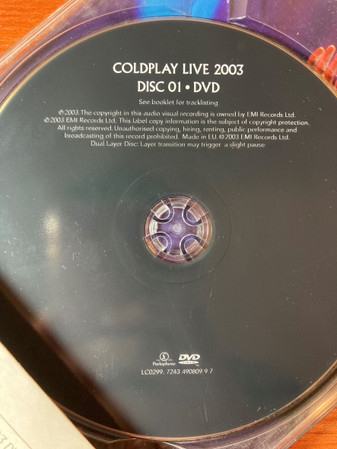 COLDPLAY LIVE 2003
DISC 01 • DVD
See booklet for tracklisting
℗2003. The copyright in this audio visual recording is owned by EMI Records Ltd.
©2003 EMI Records Ltd. This label copy information is the subject of copyright protection.
All rights reserved. Unauthorised copying, hiring, renting, public performance and
broadcasting of this record prohibited. Made in E.U. ©2003 EMI Records Ltd.
Dual Layer Disc: Layer transition may trigger a slight pause
Parlophone
DVD
LC0299. 7243 490809 9 7